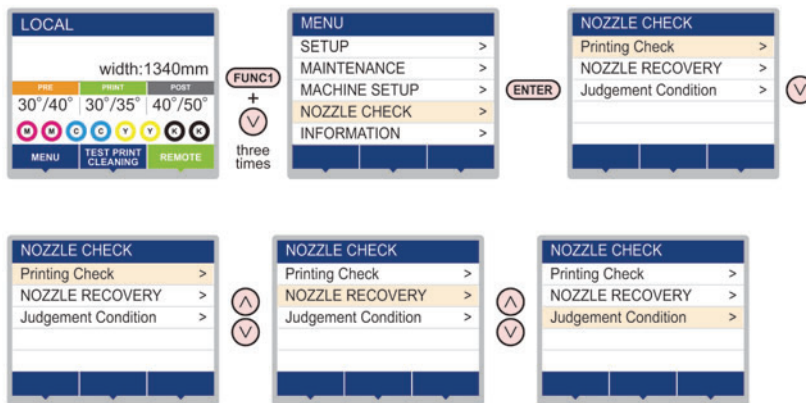 LOCAL
width:1340mm
PRE PRINT POST
30°/40° 30°/35° 40°/50°
M M C C Y Y K K
MENU TEST PRINT CLEANING REMOTE
FUNC1
+
three
times
MENU
SETUP >
MAINTENANCE >
MACHINE SETUP >
NOZZLE CHECK >
INFORMATION >
ENTER
NOZZLE CHECK
Printing Check >
NOZZLE RECOVERY >
Judgement Condition >
NOZZLE CHECK
Printing Check >
NOZZLE RECOVERY >
Judgement Condition >
NOZZLE CHECK
Printing Check >
NOZZLE RECOVERY >
Judgement Condition >
NOZZLE CHECK
Printing Check >
NOZZLE RECOVERY >
Judgement Condition >